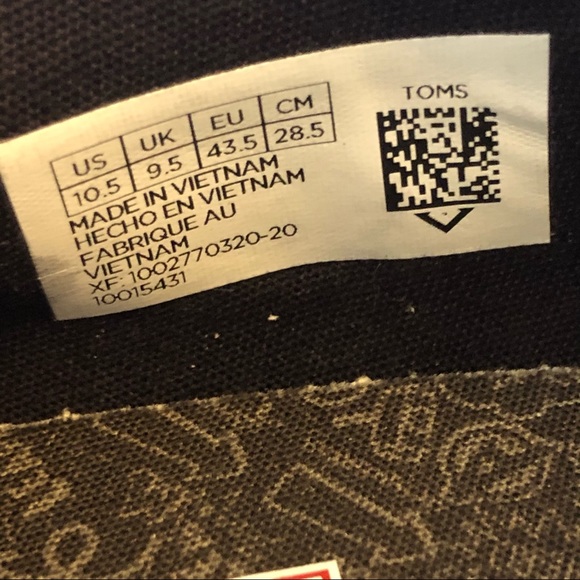 US UK EU CM
10.5 9.5 43.5 28.5
MADE IN VIETNAM
HECHO EN VIETNAM
FABRIQUE AU
VIETNAM
XF: 1002770320-20
10015431
TOMS